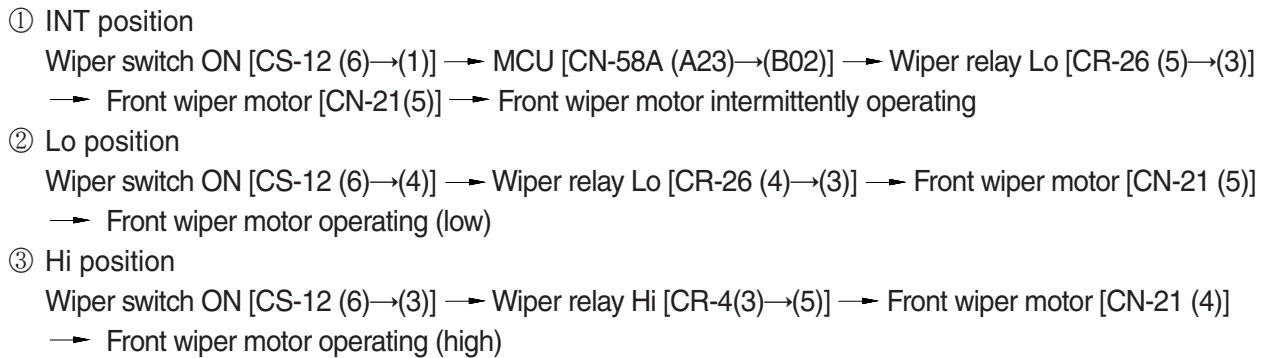 ① INT position
Wiper switch ON [CS-12 (6)→(1)] → MCU [CN-58A (A23)→(B02)] → Wiper relay Lo [CR-26 (5)→(3)]
→ Front wiper motor [CN-21(5)] → Front wiper motor intermittently operating
② Lo position
Wiper switch ON [CS-12 (6)→(4)] → Wiper relay Lo [CR-26 (4)→(3)] → Front wiper motor [CN-21 (5)]
→ Front wiper motor operating (low)
③ Hi position
Wiper switch ON [CS-12 (6)→(3)] → Wiper relay Hi [CR-4(3)→(5)] → Front wiper motor [CN-21 (4)]
→ Front wiper motor operating (high)